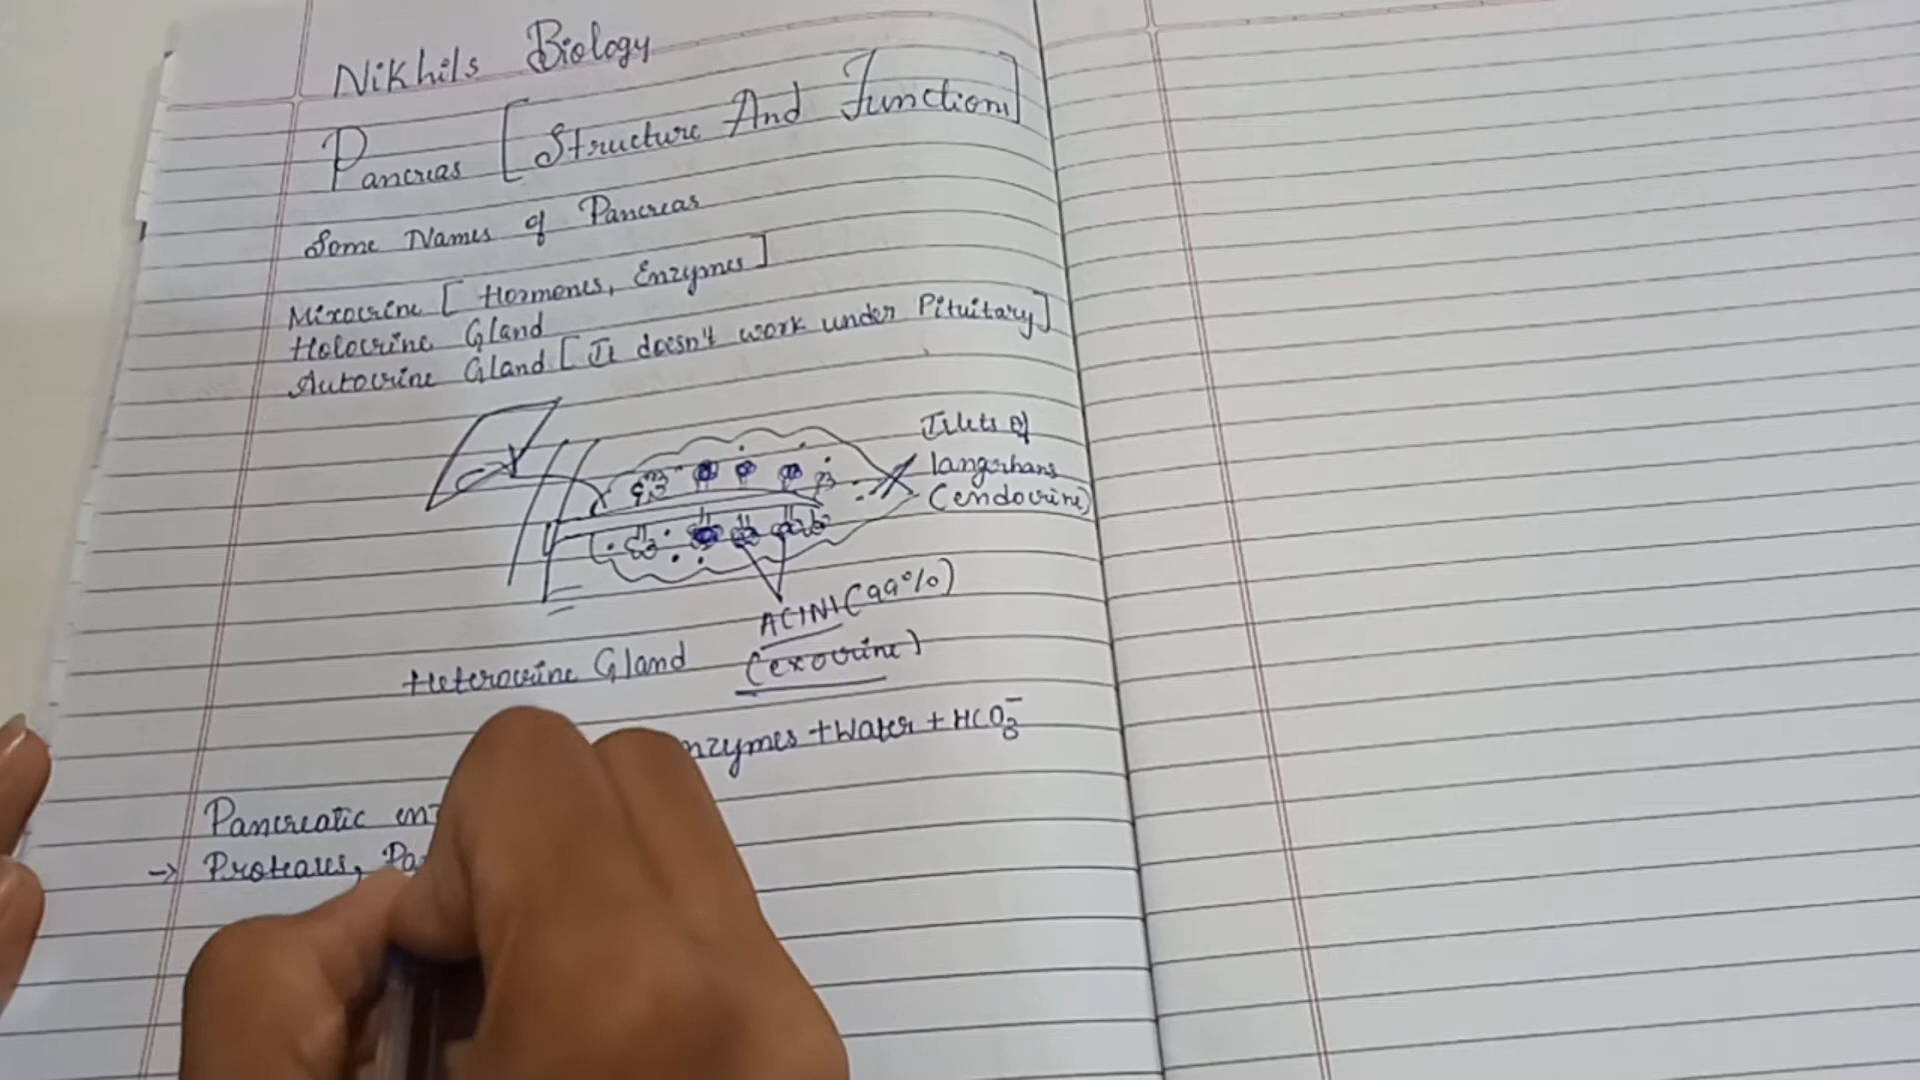 Nikhils Biology
Pancreas [Structure And Function]
Some Names of Pancreas
Mixocrine [Hormones, Enzymes]
Holocrine Gland
Autocrine Gland [It doesn't work under Pituitary]
Islets of
langerhans
(endocrine)
ACINI (99%)
(exocrine)
Heterocrine Gland
nzymes + Water + HCO₃⁻
Pancreatic en
→ Proteases, Pa